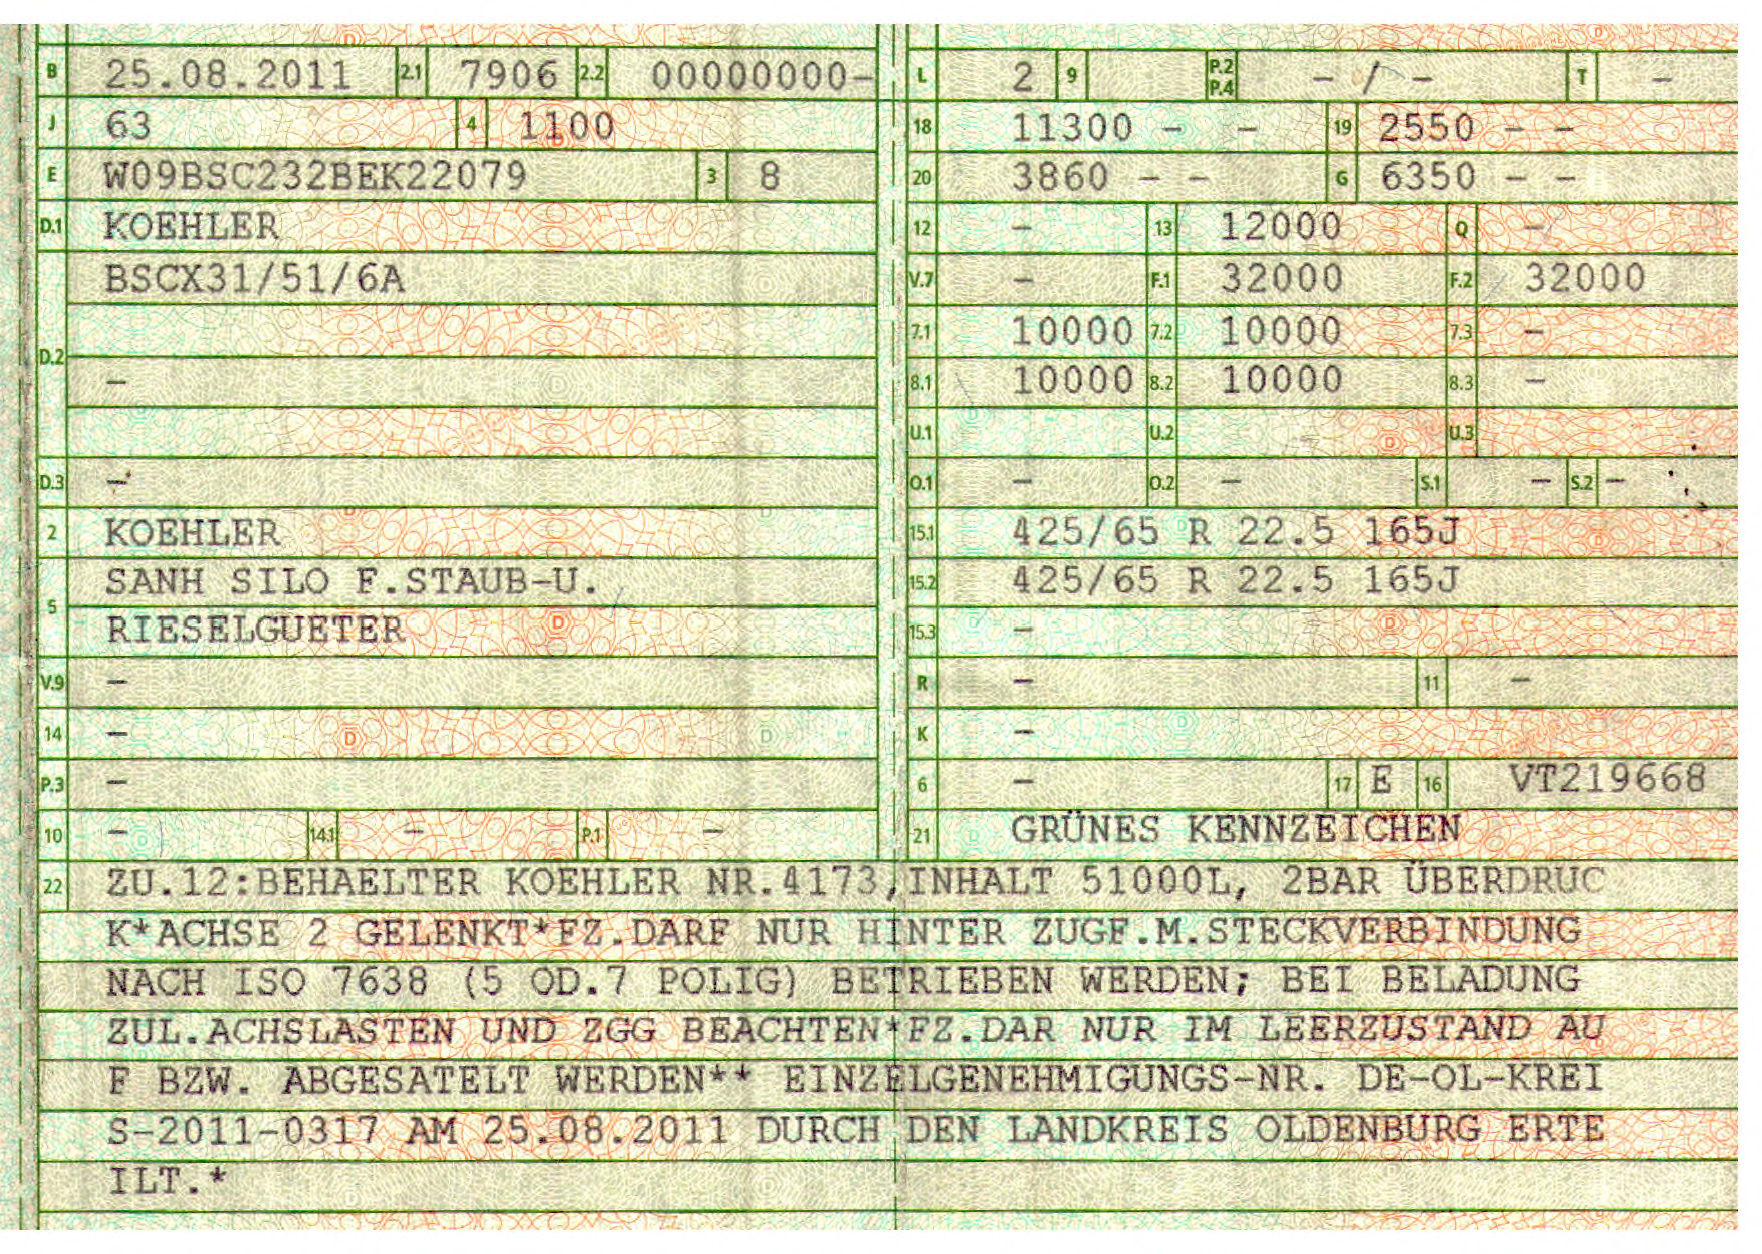 B 25.08.2011 2.1 7906 2.2 00000000-
J 63 4 1100
E W09BSC232BEK22079 3 8
D.1 KOEHLER
BSCX31/51/6A
D.2
-
D.3 -
2 KOEHLER
SANH SILO F.STAUB-U.
5
RIESELGUETER
V.9 -
14 -
P.3 -
10 - 14.1 - P.1 -
L 2 9 P.2 P.4 - / - T -
18 11300 - - 19 2550 - -
20 3860 - - G 6350 - -
12 - 13 12000 Q -
V.7 - F.1 32000 F.2 32000
7.1 10000 7.2 10000 7.3 -
8.1 10000 8.2 10000 8.3 -
U.1 U.2 U.3
O.1 - O.2 - S.1 - S.2 -
15.1 425/65 R 22.5 165J
15.2 425/65 R 22.5 165J
15.3 -
R - 11 -
K -
6 - 17 E 16 VT219668
21 GRÜNES KENNZEICHEN
22 ZU.12:BEHAELTER KOEHLER NR.4173,INHALT 51000L, 2BAR ÜBERDRUC
K*ACHSE 2 GELENKT*FZ.DARF NUR HINTER ZUGF.M.STECKVERBINDUNG
NACH ISO 7638 (5 OD.7 POLIG) BETRIEBEN WERDEN; BEI BELADUNG
ZUL.ACHSLASTEN UND ZGG BEACHTEN*FZ.DAR NUR IM LEERZUSTAND AU
F BZW. ABGESATELT WERDEN** EINZELGENEHMIGUNGS-NR. DE-OL-KREI
S-2011-0317 AM 25.08.2011 DURCH DEN LANDKREIS OLDENBURG ERTE
ILT.*